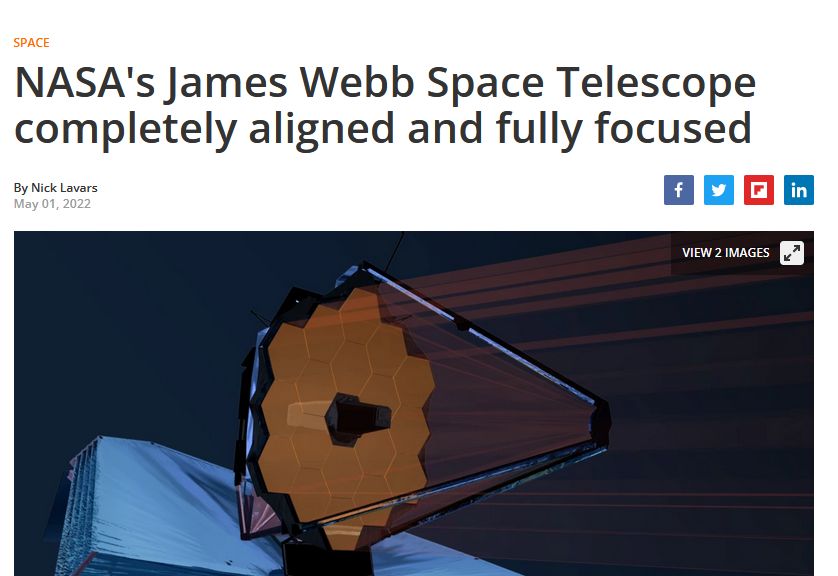 SPACE
NASA's James Webb Space Telescope
completely aligned and fully focused
By Nick Lavars
May 01, 2022
VIEW 2 IMAGES